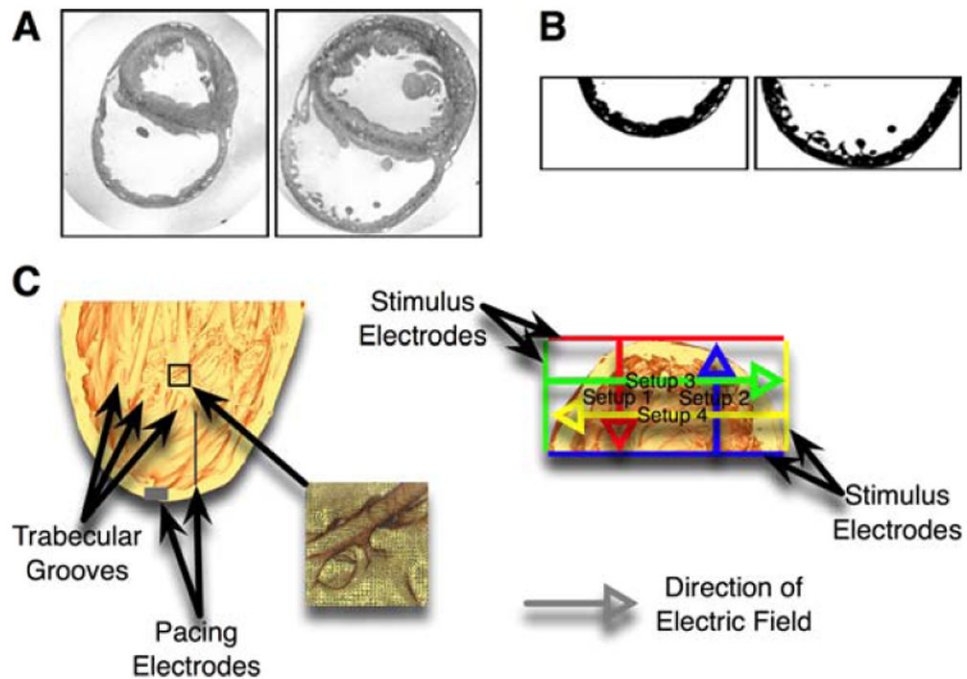 A
B
C
Stimulus
Electrodes
Setup 3
Setup 1
Setup 2
Setup 4
Trabecular
Grooves
Stimulus
Electrodes
Direction of
Electric Field
Pacing
Electrodes